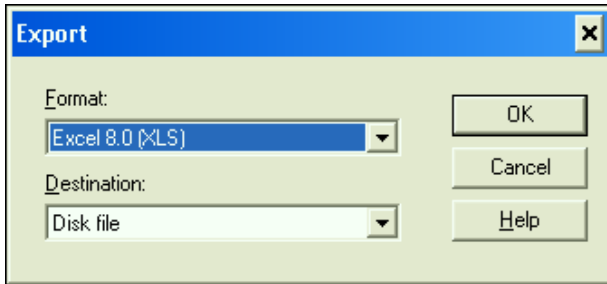 Export
Format:
Excel 8.0 (XLS)
Destination:
Disk file
OK
Cancel
Help